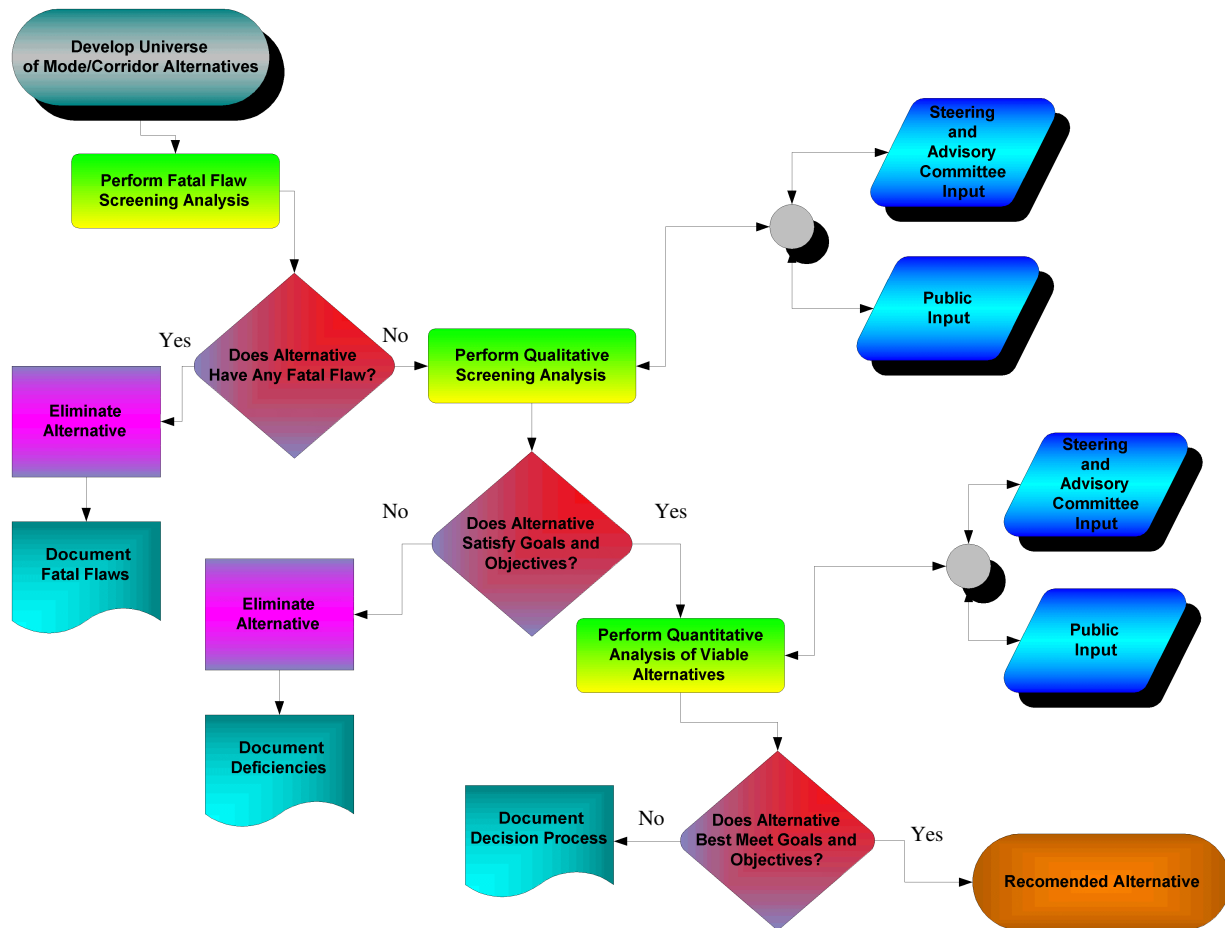 Develop Universe
of Mode/Corridor Alternatives
Perform Fatal Flaw
Screening Analysis
Steering
and
Advisory
Committee
Input
Public
Input
Yes
No
Does Alternative
Have Any Fatal Flaw?
Perform Qualitative
Screening Analysis
Eliminate
Alternative
Document
Fatal Flaws
No
Yes
Does Alternative
Satisfy Goals and
Objectives?
Steering
and
Advisory
Committee
Input
Public
Input
Eliminate
Alternative
Perform Quantitative
Analysis of Viable
Alternatives
Document
Deficiencies
Document
Decision Process
No
Does Alternative
Best Meet Goals and
Objectives?
Yes
Recomended Alternative